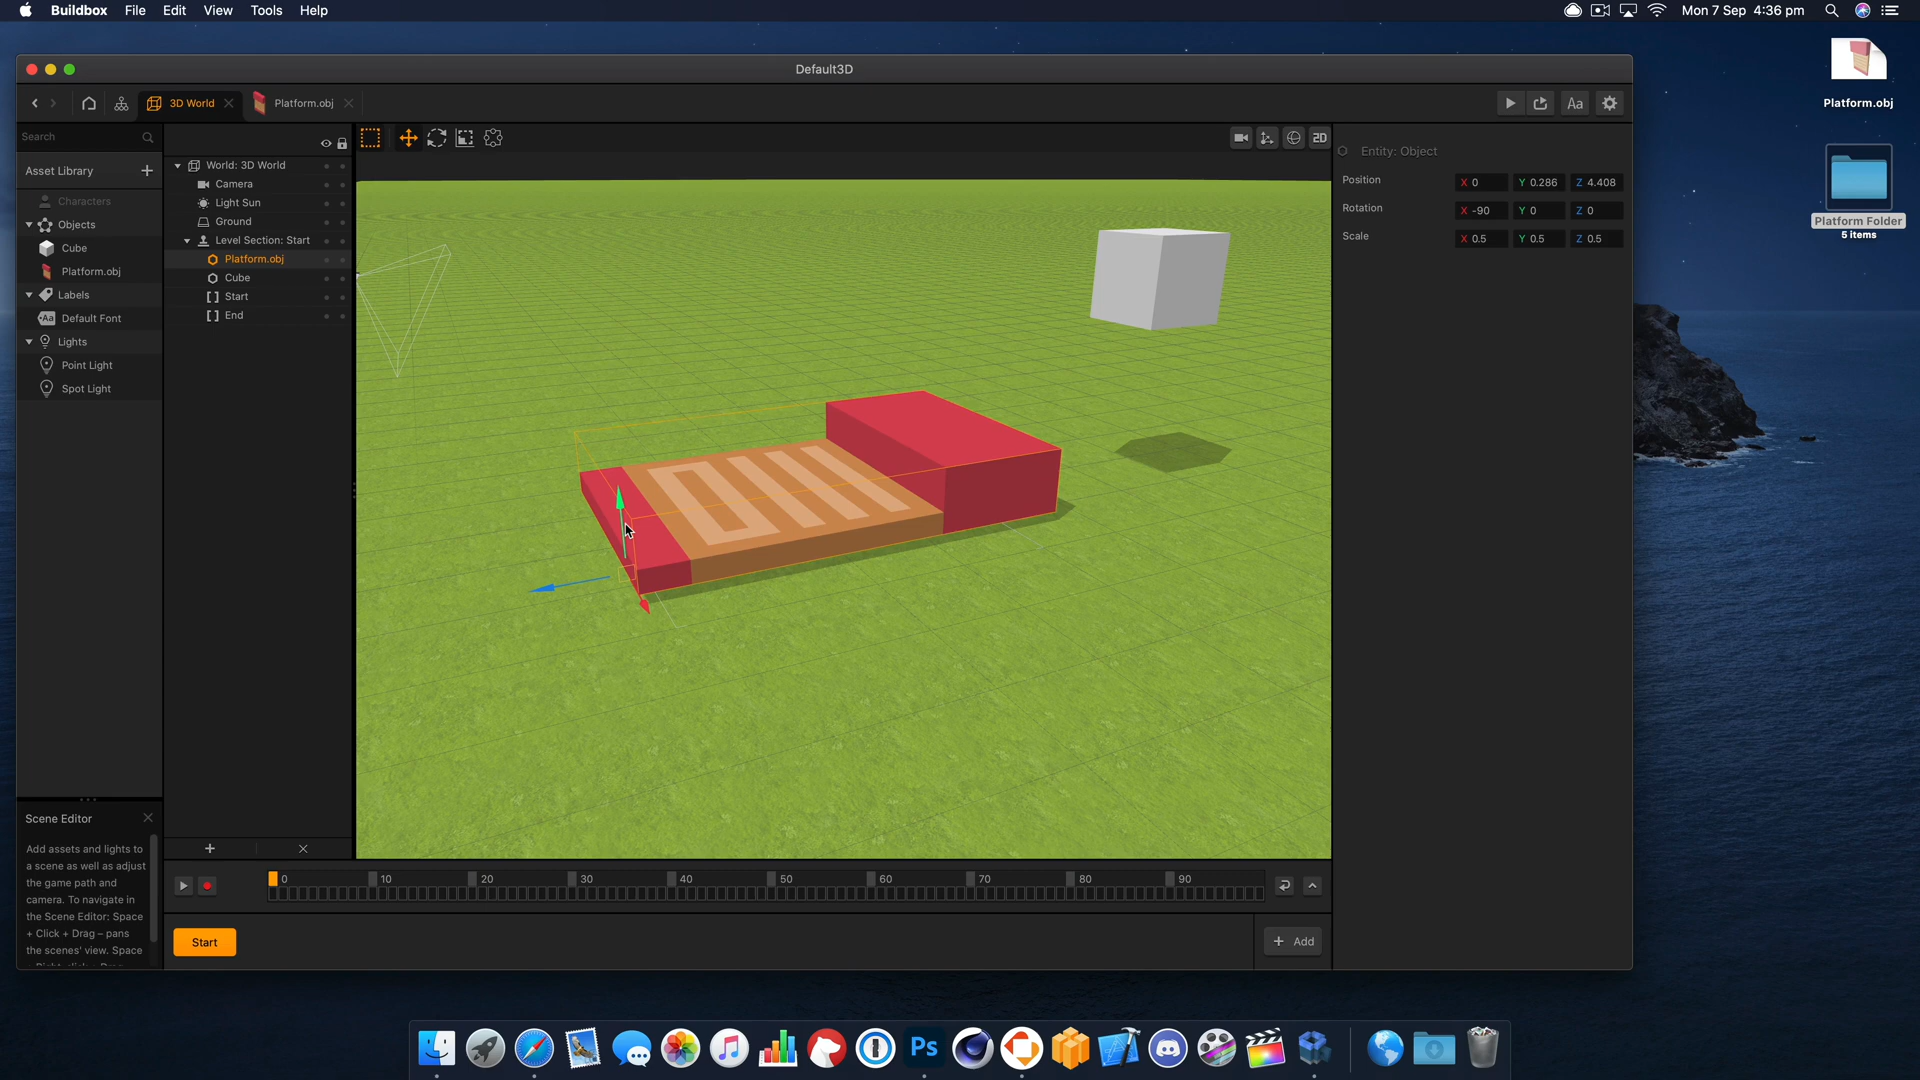 Buildbox File Edit View Tools Help
Mon 7 Sep 4:36 pm
Default3D
3D World
Platform.obj
Aa
Platform.obj
Search
Asset Library
Characters
Objects
Cube
Platform.obj
Labels
Aa Default Font
Lights
Point Light
Spot Light
World: 3D World
Camera
Light Sun
Ground
Level Section: Start
Platform.obj
Cube
Start
End
2D
Entity: Object
Position X 0 Y 0.286 Z 4.408
Rotation X -90 Y 0 Z 0
Scale X 0.5 Y 0.5 Z 0.5
Platform Folder
5 items
Scene Editor
Add assets and lights to
a scene as well as adjust
the game path and
camera. To navigate in
the Scene Editor: Space
+ Click + Drag – pans
the scenes' view. Space
0 10 20 30 40 50 60 70 80 90
Start
+ Add
Ps